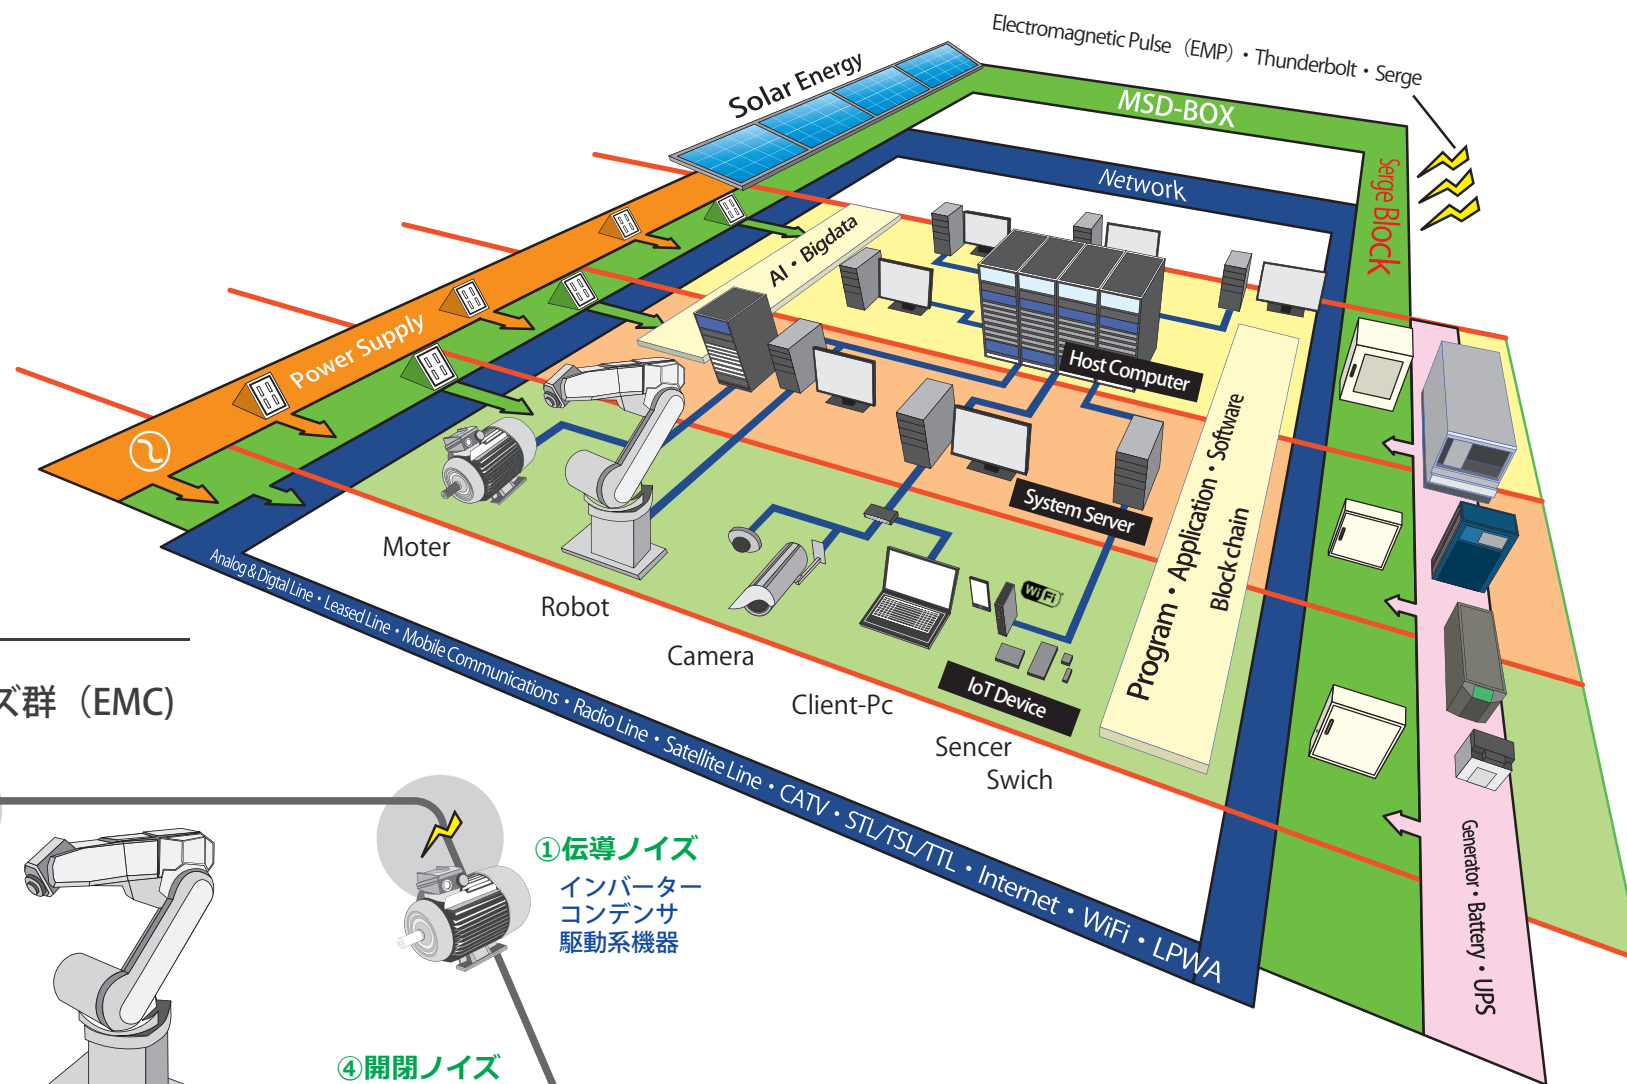 Electromagnetic Pulse（EMP）・Thunderbolt・Serge
Solar Energy
MSD-BOX
Serge Block
Network
AI・Bigdata
Power Supply
Host Computer
System Server
Program・Application・Software
Block chain
Moter
Robot
Camera
Client-Pc
WiFi
IoT Device
Sencer
Swich
Analog & Digtal Line・Leased Line・Mobile Communications・Radio Line・Satellite Line・CATV・STL/TSL/TTL・Internet・WiFi・LPWA
Generator・Battery・UPS
ズ群（EMC)
①伝導ノイズ
インバーター
コンデンサ
駆動系機器
④開閉ノイズ